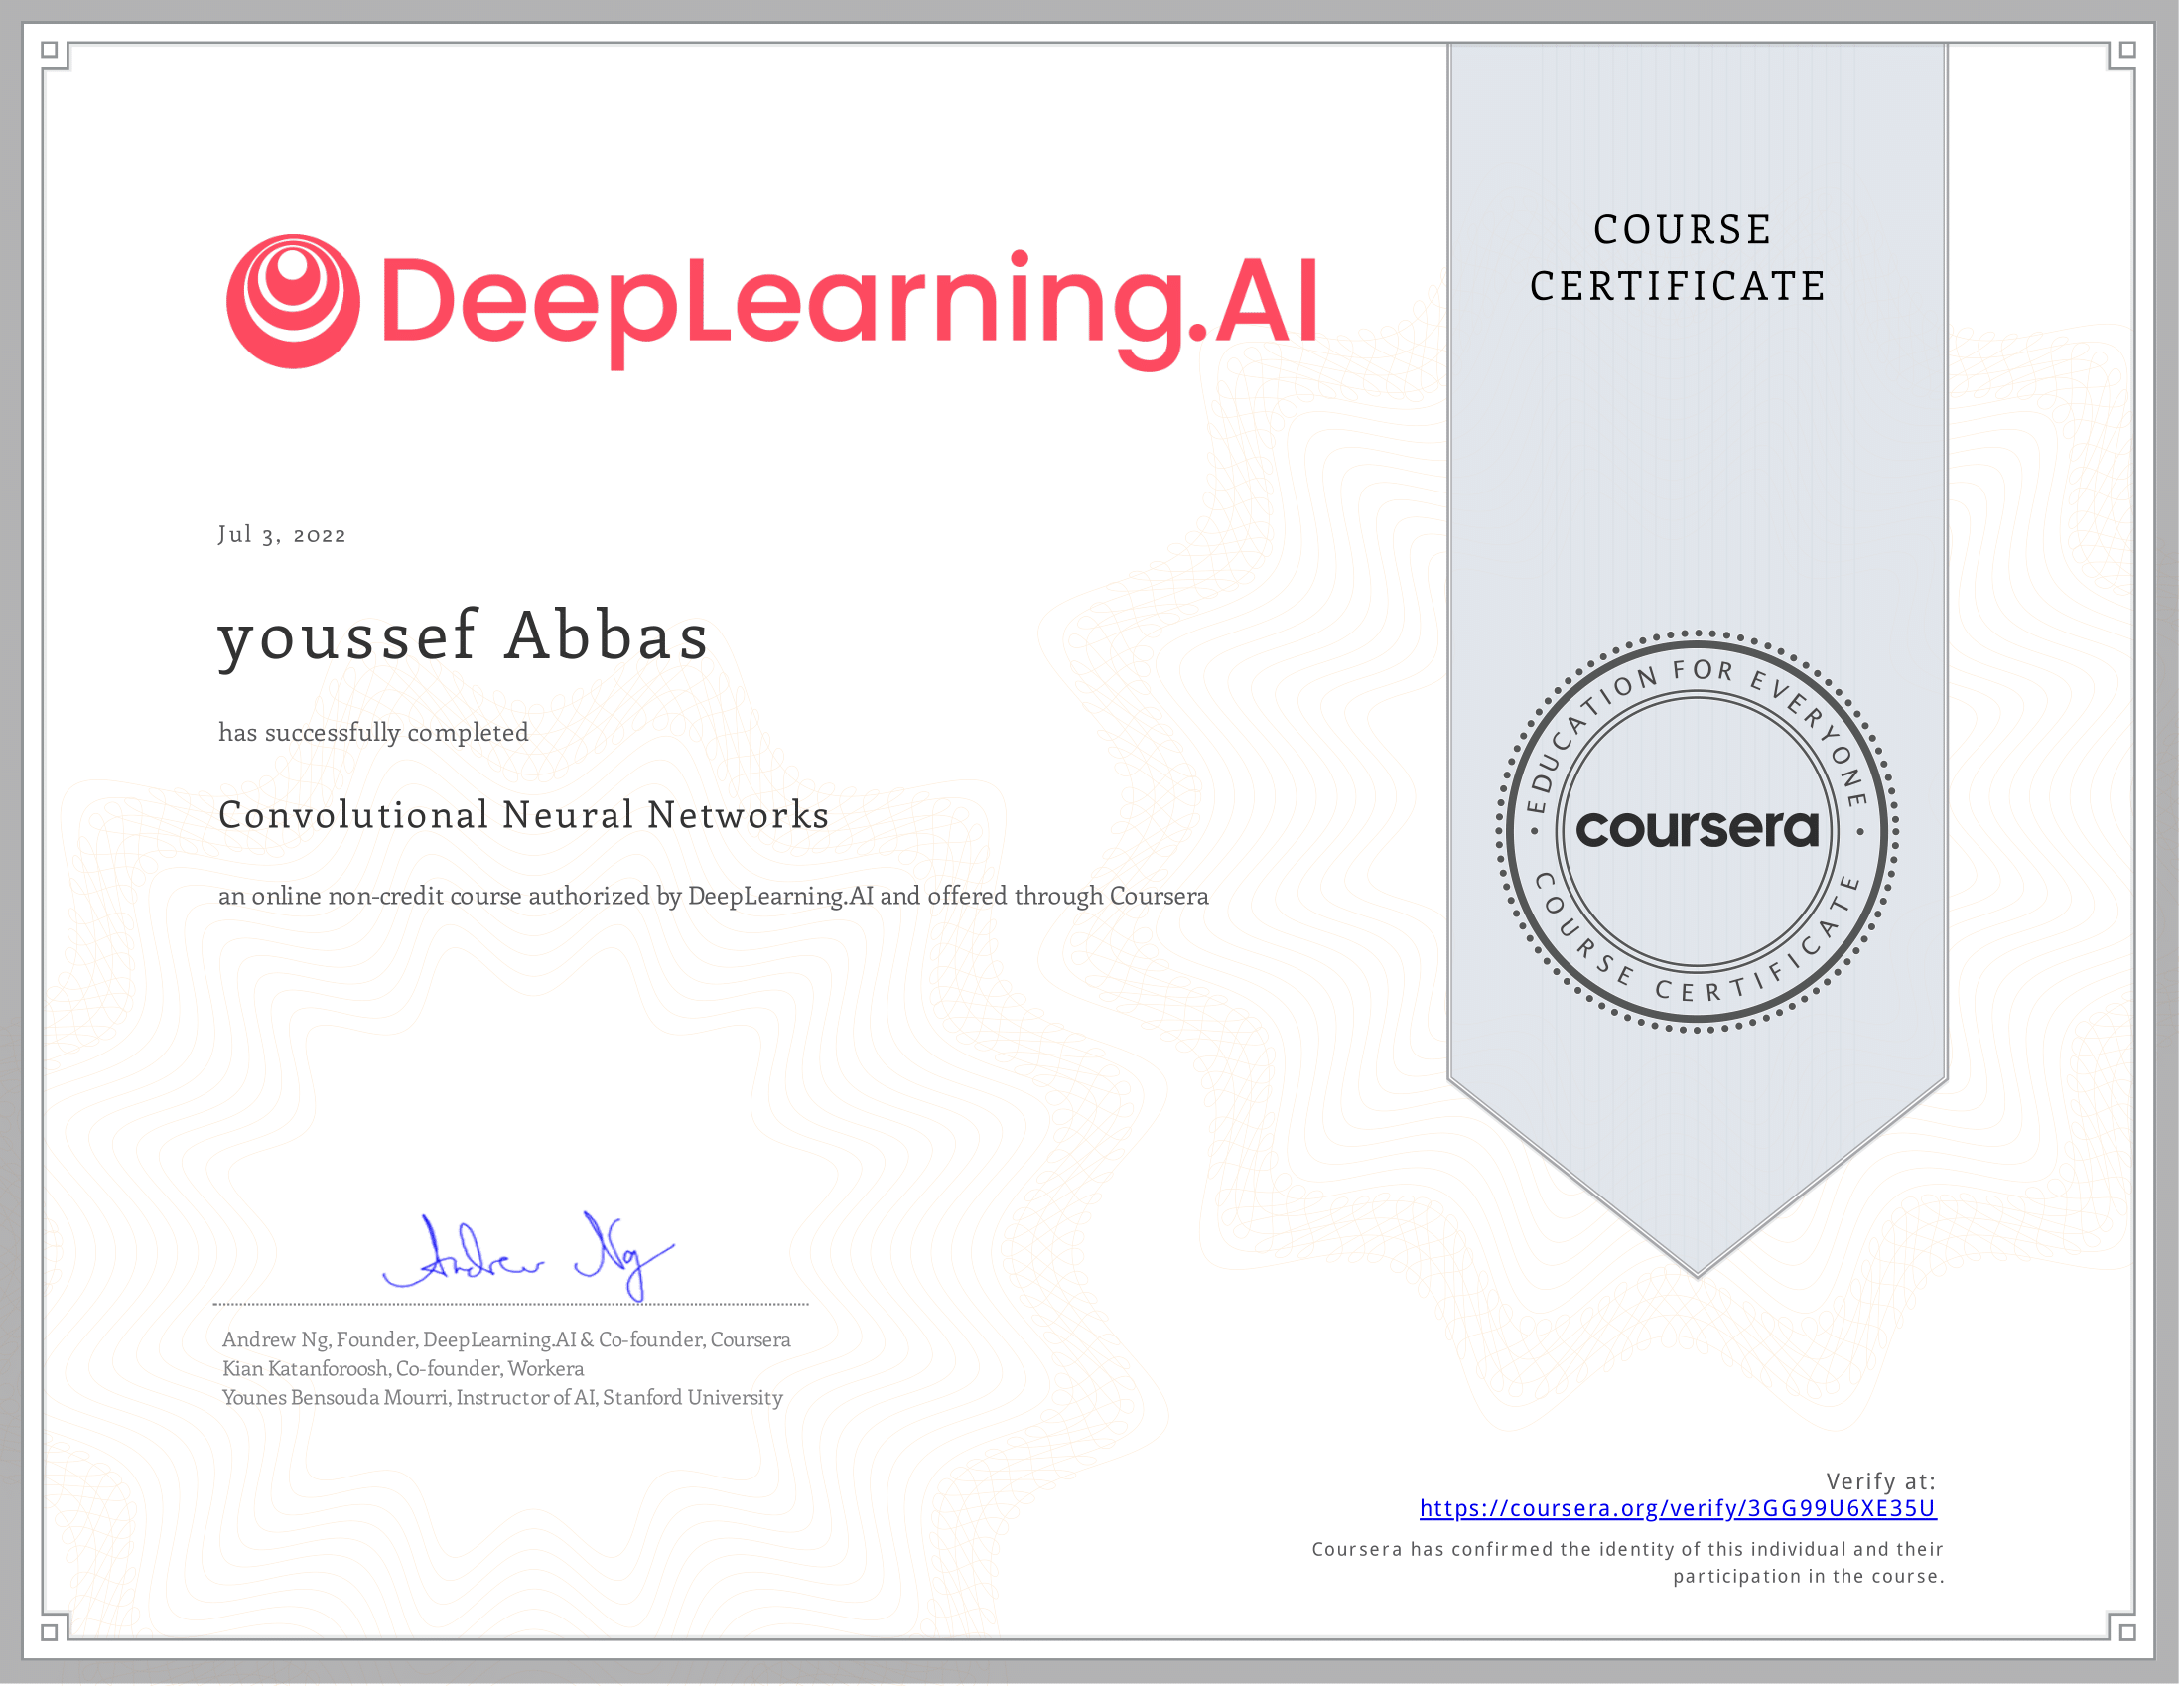 DeepLearning.AI
COURSE
CERTIFICATE
Jul 3, 2022
youssef Abbas
has successfully completed
Convolutional Neural Networks
an online non-credit course authorized by DeepLearning.AI and offered through Coursera
EDUCATION FOR EVERYONE
coursera
COURSE CERTIFICATE
Andrew Ng
Andrew Ng, Founder, DeepLearning.AI & Co-founder, Coursera
Kian Katanforoosh, Co-founder, Workera
Younes Bensouda Mourri, Instructor of AI, Stanford University
Verify at:
https://coursera.org/verify/3GG99U6XE35U
Coursera has confirmed the identity of this individual and their
participation in the course.